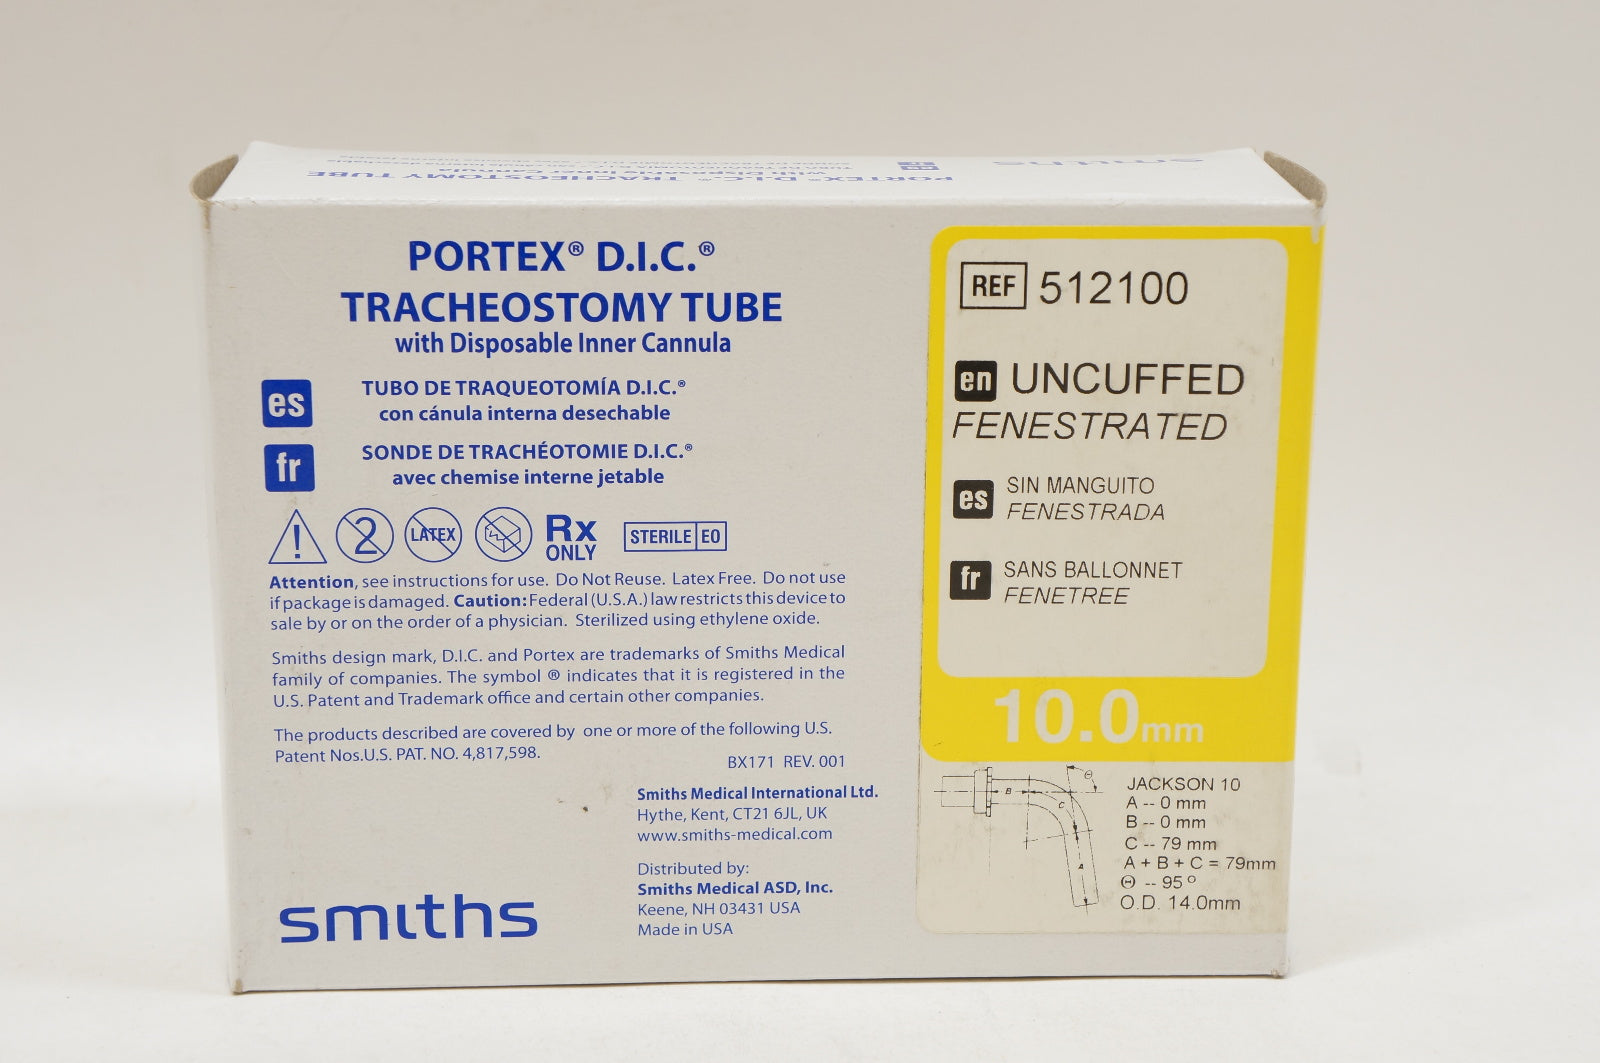 PORTEX® D.I.C.® TRACHEOSTOMY TUBE
with Disposable Inner Cannula
smiths
PORTEX® D.I.C.®
TRACHEOSTOMY TUBE
with Disposable Inner Cannula
es
TUBO DE TRAQUEOTOMÍA D.I.C.®
con cánula interna desechable
fr
SONDE DE TRACHÉOTOMIE D.I.C.®
avec chemise interne jetable
! 2 LATEX Rx ONLY STERILE EO
Attention, see instructions for use. Do Not Reuse. Latex Free. Do not use
if package is damaged. Caution: Federal (U.S.A.) law restricts this device to
sale by or on the order of a physician. Sterilized using ethylene oxide.
Smiths design mark, D.I.C. and Portex are trademarks of Smiths Medical
family of companies. The symbol ® indicates that it is registered in the
U.S. Patent and Trademark office and certain other companies.
The products described are covered by one or more of the following U.S.
Patent Nos.U.S. PAT. NO. 4,817,598.
BX171 REV. 001
Smiths Medical International Ltd.
Hythe, Kent, CT21 6JL, UK
www.smiths-medical.com
Distributed by:
Smiths Medical ASD, Inc.
Keene, NH 03431 USA
Made in USA
smiths
REF 512100
en UNCUFFED
FENESTRATED
es SIN MANGUITO
FENESTRADA
fr SANS BALLONNET
FENETREE
10.0mm
B
C
Θ
A
JACKSON 10
A -- 0 mm
B -- 0 mm
C -- 79 mm
A + B + C = 79mm
Θ -- 95°
O.D. 14.0mm